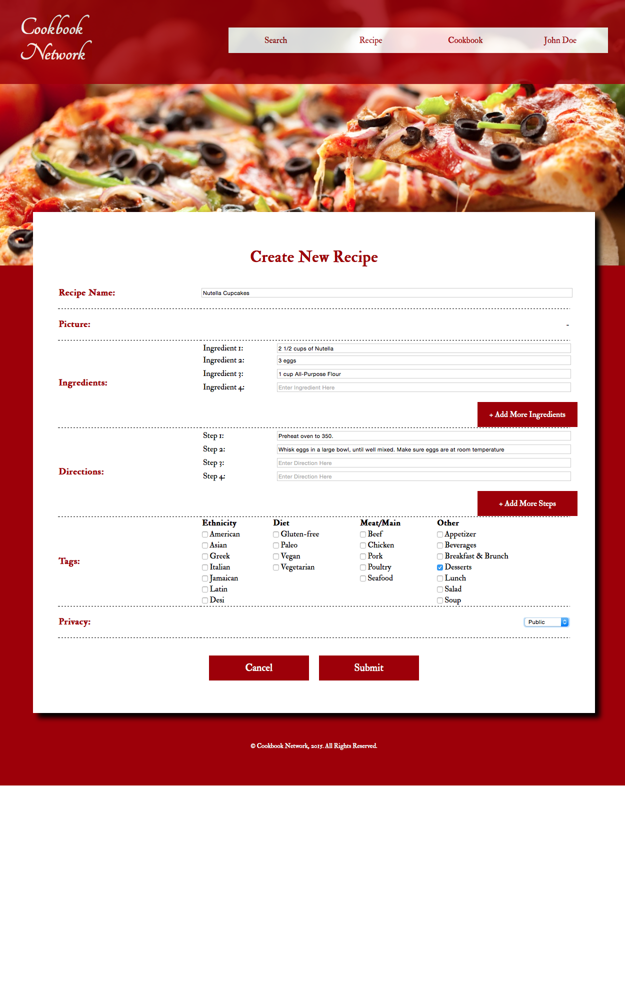 Cookbook
Network
Search Recipe Cookbook John Doe
Create New Recipe
Recipe Name: Nutella Cupcakes
Picture: -
Ingredients:
Ingredient 1: 2 1/2 cups of Nutella
Ingredient 2: 3 eggs
Ingredient 3: 1 cup All-Purpose Flour
Ingredient 4: Enter Ingredient Here
+ Add More Ingredients
Directions:
Step 1: Preheat oven to 350.
Step 2: Whisk eggs in a large bowl, until well mixed. Make sure eggs are at room temperature
Step 3: Enter Direction Here
Step 4: Enter Direction Here
+ Add More Steps
Tags:
Ethnicity
American
Asian
Greek
Italian
Jamaican
Latin
Desi
Diet
Gluten-free
Paleo
Vegan
Vegetarian
Meat/Main
Beef
Chicken
Pork
Poultry
Seafood
Other
Appetizer
Beverages
Breakfast & Brunch
Desserts
Lunch
Salad
Soup
Privacy: Public
Cancel Submit
© Cookbook Network, 2015. All Rights Reserved.